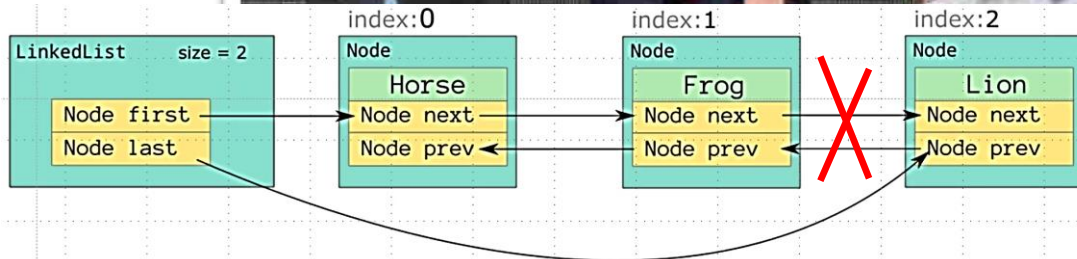 index:0
index:1
index:2
LinkedList size = 2
Node first
Node last
Node
Horse
Node next
Node prev
Node
Frog
Node next
Node prev
Node
Lion
Node next
Node prev